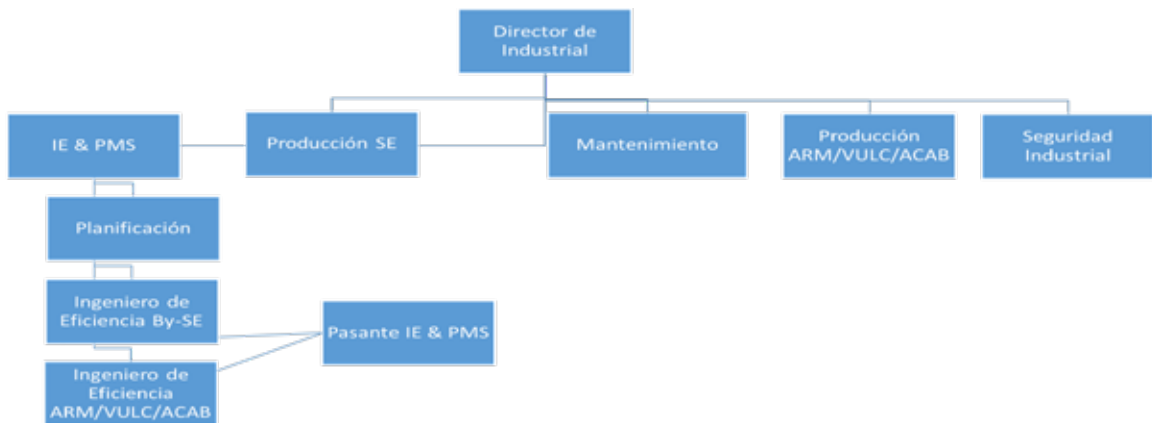 Director de
Industrial
IE & PMS
Producción SE
Mantenimiento
Producción
ARM/VULC/ACAB
Seguridad
Industrial
Planificación
Ingeniero de
Eficiencia By-SE
Pasante IE & PMS
Ingeniero de
Eficiencia
ARM/VULC/ACAB